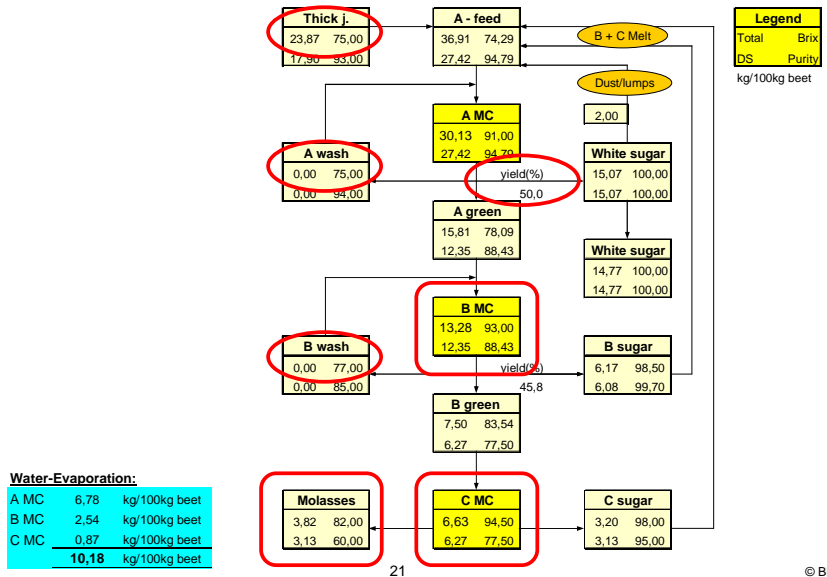 Thick j.
23,87 75,00
17,90 93,00
A - feed
36,91 74,29
27,42 94,79
B + C Melt
Legend
Total Brix
DS Purity
kg/100kg beet
Dust/lumps
2,00
A MC
30,13 91,00
27,42 94,79
A wash
0,00 75,00
0,00 94,00
yield(%)
50,0
White sugar
15,07 100,00
15,07 100,00
A green
15,81 78,09
12,35 88,43
White sugar
14,77 100,00
14,77 100,00
B MC
13,28 93,00
12,35 88,43
B wash
0,00 77,00
0,00 85,00
yield(%)
45,8
B sugar
6,17 98,50
6,08 99,70
B green
7,50 83,54
6,27 77,50
Water-Evaporation:
A MC 6,78 kg/100kg beet
B MC 2,54 kg/100kg beet
C MC 0,87 kg/100kg beet
10,18 kg/100kg beet
Molasses
3,82 82,00
3,13 60,00
C MC
6,63 94,50
6,27 77,50
C sugar
3,20 98,00
3,13 95,00
21
© B